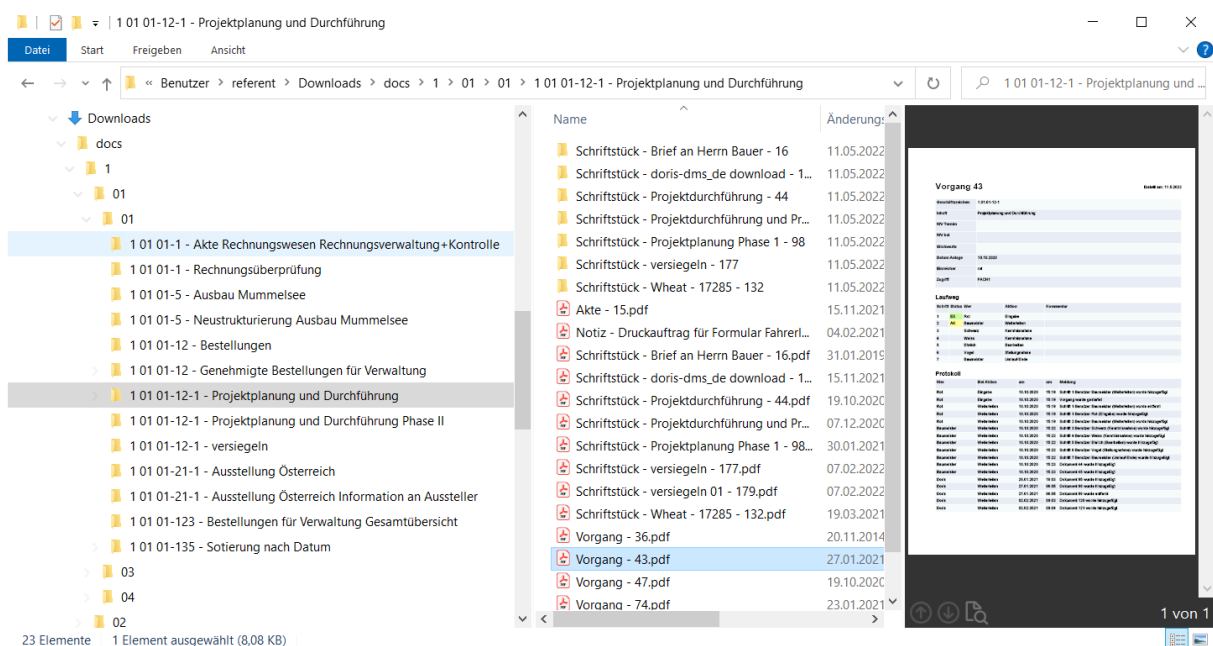 1 01 01-12-1 - Projektplanung und Durchführung
Datei Start Freigeben Ansicht
« Benutzer > referent > Downloads > docs > 1 > 01 > 01 > 1 01 01-12-1 - Projektplanung und Durchführung
1 01 01-12-1 - Projektplanung und ...
Downloads
docs
1
01
01
1 01 01-1 - Akte Rechnungswesen Rechnungsverwaltung+Kontrolle
1 01 01-1 - Rechnungsüberprüfung
1 01 01-5 - Ausbau Mummelsee
1 01 01-5 - Neustrukturierung Ausbau Mummelsee
1 01 01-12 - Bestellungen
1 01 01-12 - Genehmigte Bestellungen für Verwaltung
1 01 01-12-1 - Projektplanung und Durchführung
1 01 01-12-1 - Projektplanung und Durchführung Phase II
1 01 01-12-1 - versiegeln
1 01 01-21-1 - Ausstellung Österreich
1 01 01-21-1 - Ausstellung Österreich Information an Aussteller
1 01 01-123 - Bestellungen für Verwaltung Gesamtübersicht
1 01 01-135 - Sotierung nach Datum
03
04
02
Name Änderungs
Schriftstück - Brief an Herrn Bauer - 16 11.05.2022
Schriftstück - doris-dms_de download - 1... 11.05.2022
Schriftstück - Projektdurchführung - 44 11.05.2022
Schriftstück - Projektdurchführung und Pr... 11.05.2022
Schriftstück - Projektplanung Phase 1 - 98 11.05.2022
Schriftstück - versiegeln - 177 11.05.2022
Schriftstück - Wheat - 17285 - 132 11.05.2022
Akte - 15.pdf 15.11.2021
Notiz - Druckauftrag für Formular Fahrerl... 04.02.2021
Schriftstück - Brief an Herrn Bauer - 16.pdf 31.01.2019
Schriftstück - doris-dms_de download - 1... 15.11.2021
Schriftstück - Projektdurchführung - 44.pdf 19.10.2020
Schriftstück - Projektdurchführung und Pr... 07.12.2020
Schriftstück - Projektplanung Phase 1 - 98... 30.01.2021
Schriftstück - versiegeln - 177.pdf 07.02.2022
Schriftstück - versiegeln 01 - 179.pdf 07.02.2022
Schriftstück - Wheat - 17285 - 132.pdf 19.03.2021
Vorgang - 36.pdf 20.11.2014
Vorgang - 43.pdf 27.01.2021
Vorgang - 47.pdf 19.10.2020
Vorgang - 74.pdf 23.01.2021
Vorgang 43
Laufweg
Protokoll
1 von 1
23 Elemente 1 Element ausgewählt (8,08 KB)